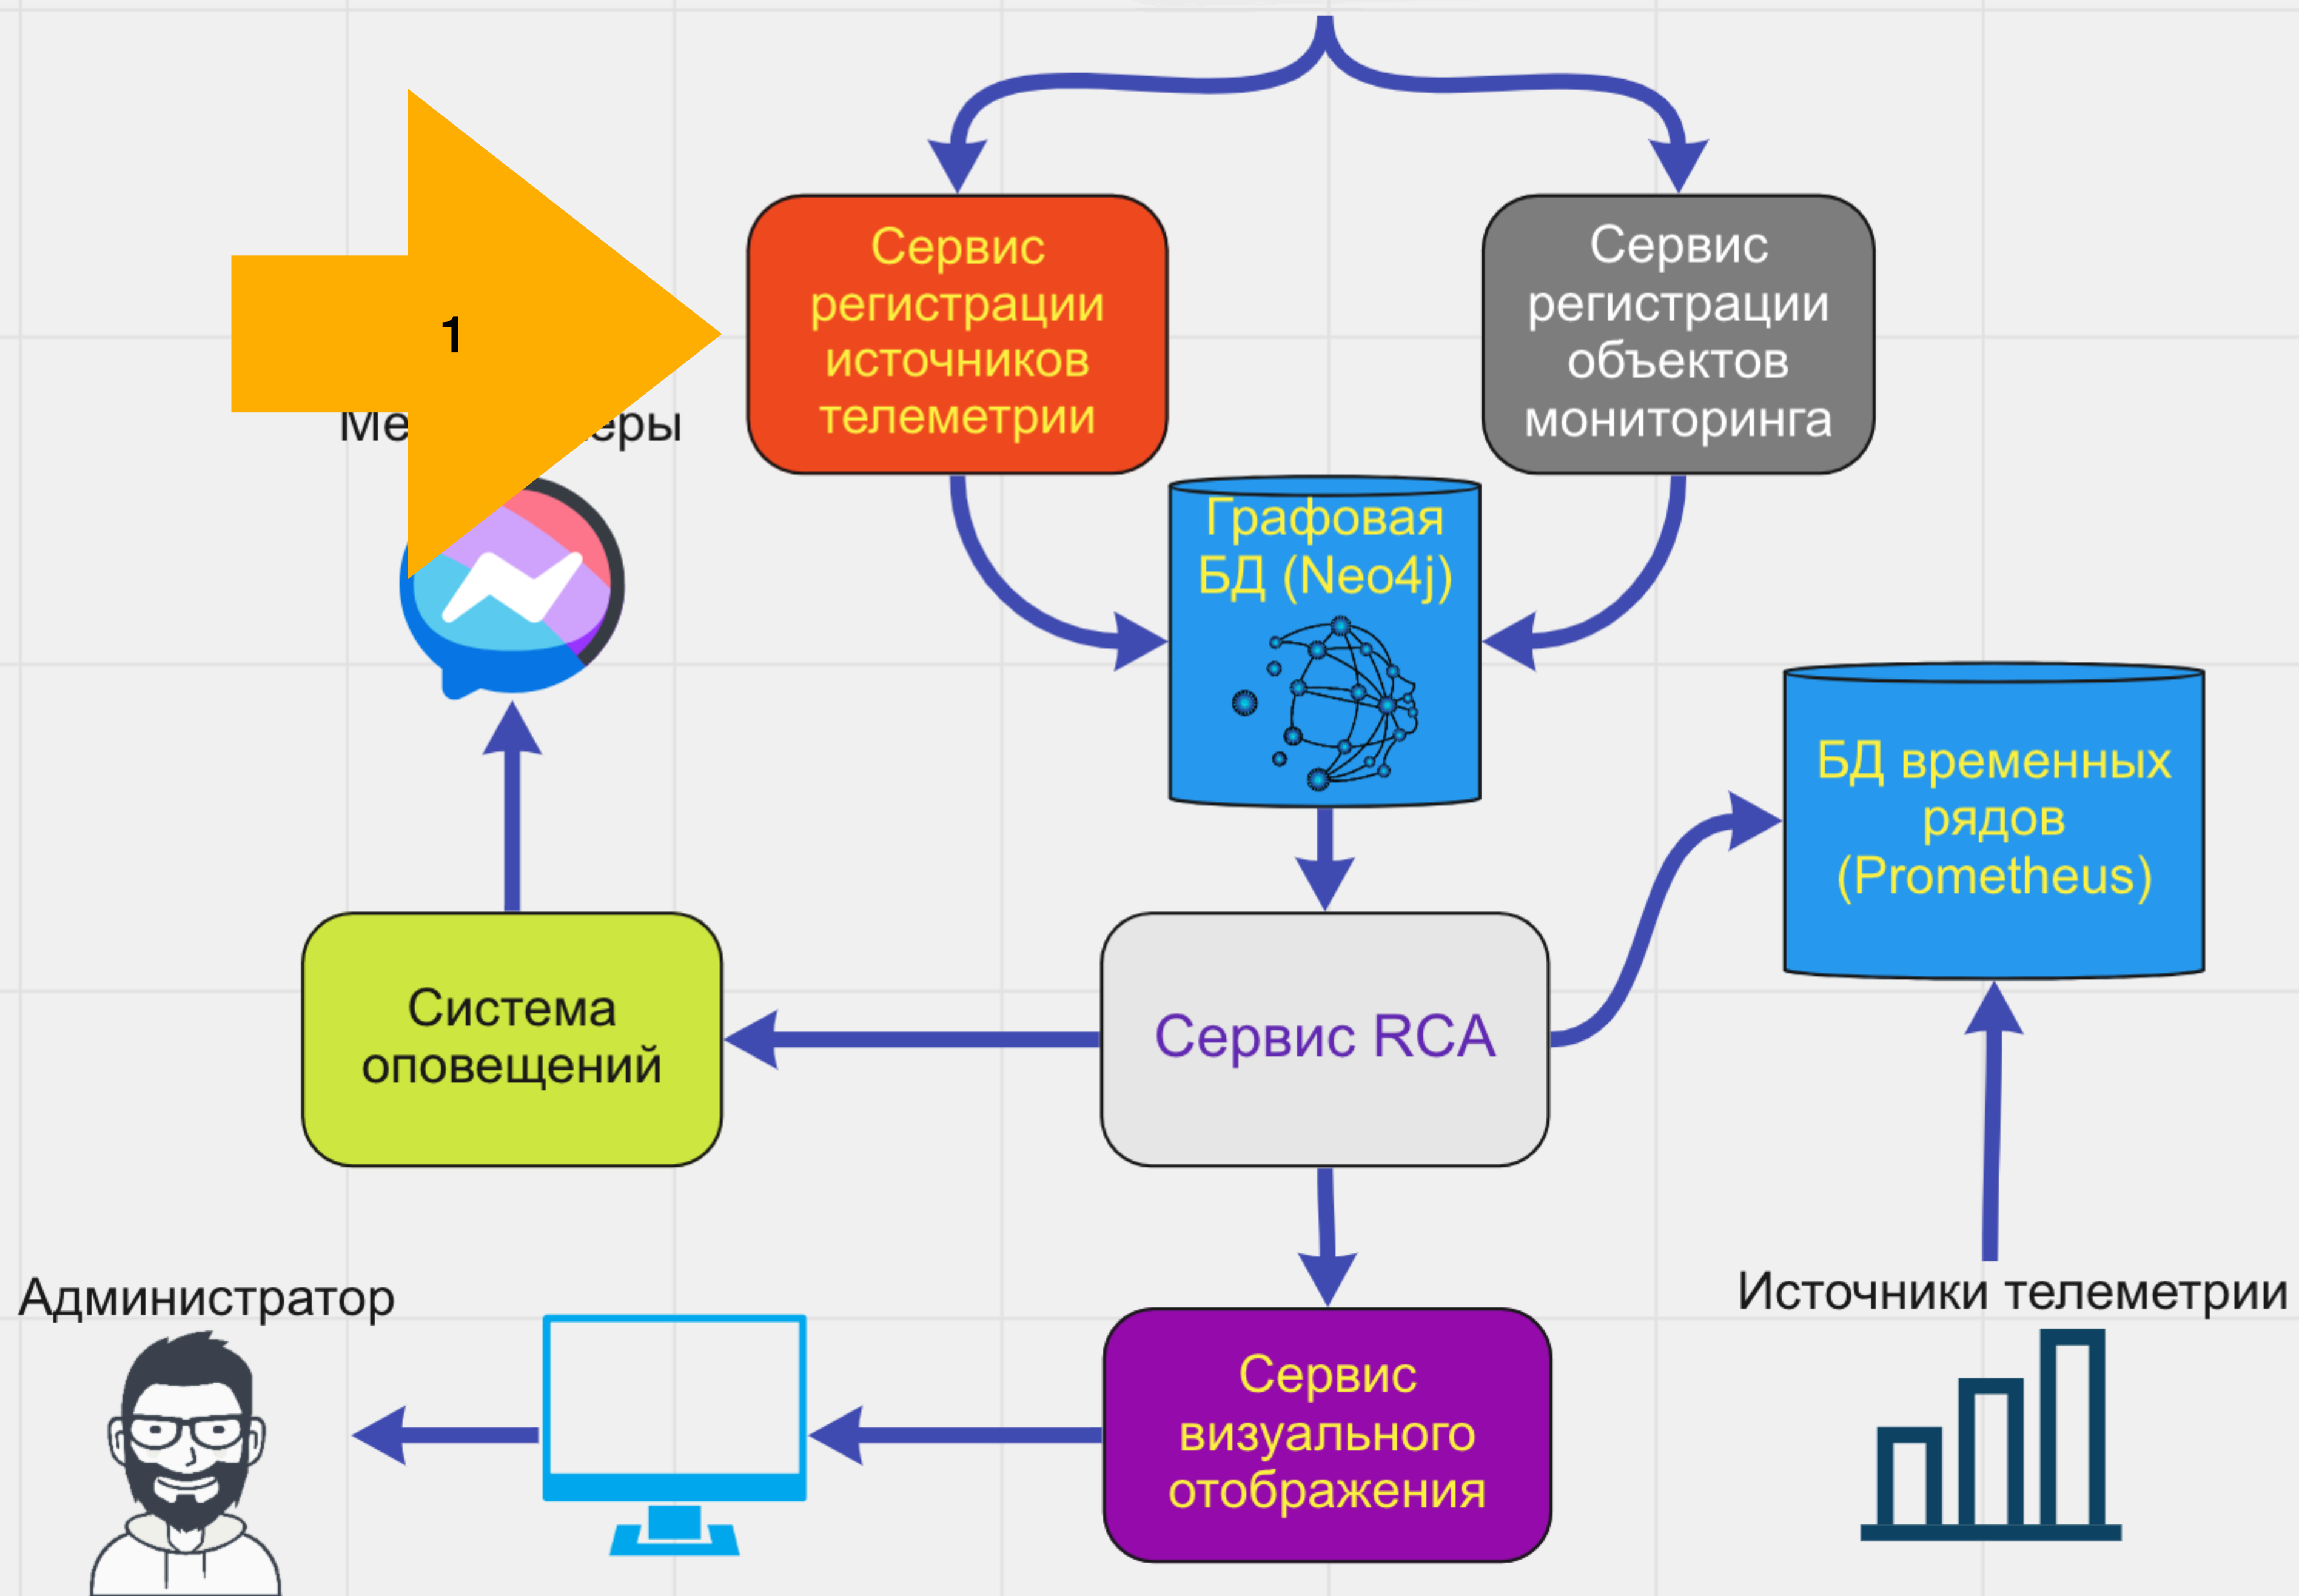 Сервис
регистрации
источников
телеметрии
Сервис
регистрации
объектов
мониторинга
1
Графовая
БД (Neo4j)
БД временных
рядов
(Prometheus)
Система
оповещений
Сервис RCA
Администратор
Источники телеметрии
Сервис
визуального
отображения